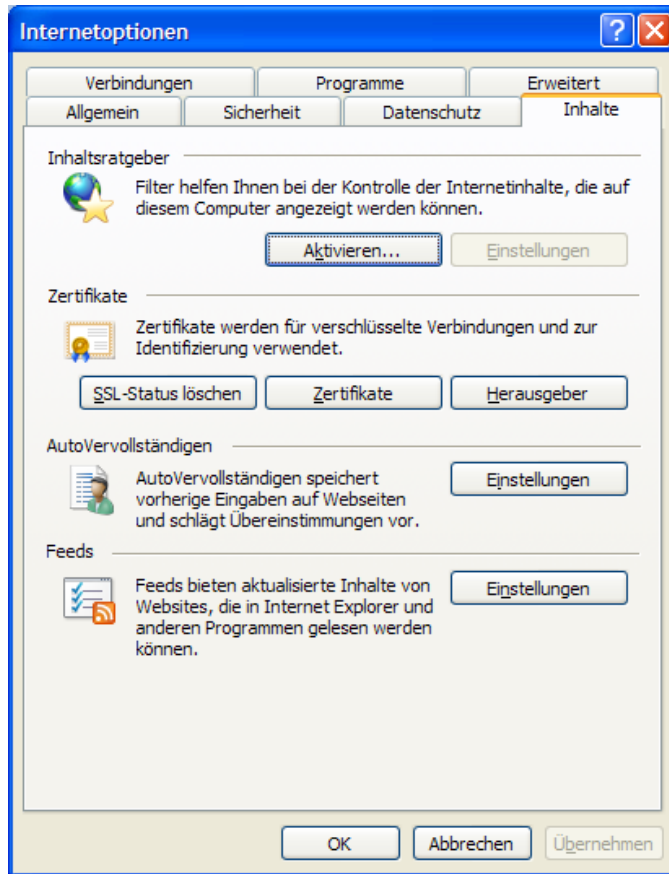 Internetoptionen
Verbindungen Programme Erweitert
Allgemein Sicherheit Datenschutz Inhalte
Inhaltsratgeber
Filter helfen Ihnen bei der Kontrolle der Internetinhalte, die auf
diesem Computer angezeigt werden können.
Aktivieren... Einstellungen
Zertifikate
Zertifikate werden für verschlüsselte Verbindungen und zur
Identifizierung verwendet.
SSL-Status löschen Zertifikate Herausgeber
AutoVervollständigen
AutoVervollständigen speichert
vorherige Eingaben auf Webseiten
und schlägt Übereinstimmungen vor.
Einstellungen
Feeds
Feeds bieten aktualisierte Inhalte von
Websites, die in Internet Explorer und
anderen Programmen gelesen werden
können.
Einstellungen
OK Abbrechen Übernehmen